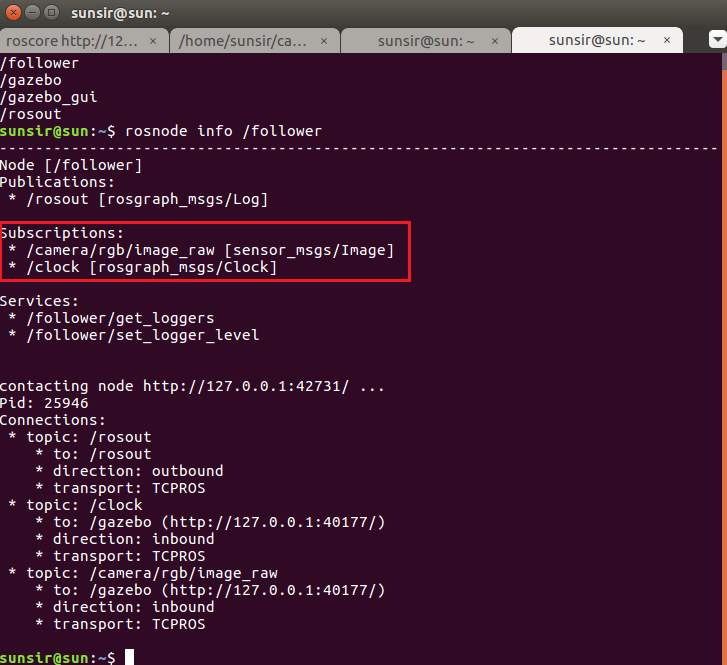 sunsir@sun: ~
roscore http://12...
/home/sunsir/ca...
sunsir@sun: ~
sunsir@sun: ~
/follower
/gazebo
/gazebo_gui
/rosout
sunsir@sun:~$ rosnode info /follower
--------------------------------------------------------------------------------
Node [/follower]
Publications:
 * /rosout [rosgraph_msgs/Log]
Subscriptions:
 * /camera/rgb/image_raw [sensor_msgs/Image]
 * /clock [rosgraph_msgs/Clock]
Services:
 * /follower/get_loggers
 * /follower/set_logger_level
contacting node http://127.0.0.1:42731/ ...
Pid: 25946
Connections:
 * topic: /rosout
    * to: /rosout
    * direction: outbound
    * transport: TCPROS
 * topic: /clock
    * to: /gazebo (http://127.0.0.1:40177/)
    * direction: inbound
    * transport: TCPROS
 * topic: /camera/rgb/image_raw
    * to: /gazebo (http://127.0.0.1:40177/)
    * direction: inbound
    * transport: TCPROS
sunsir@sun:~$